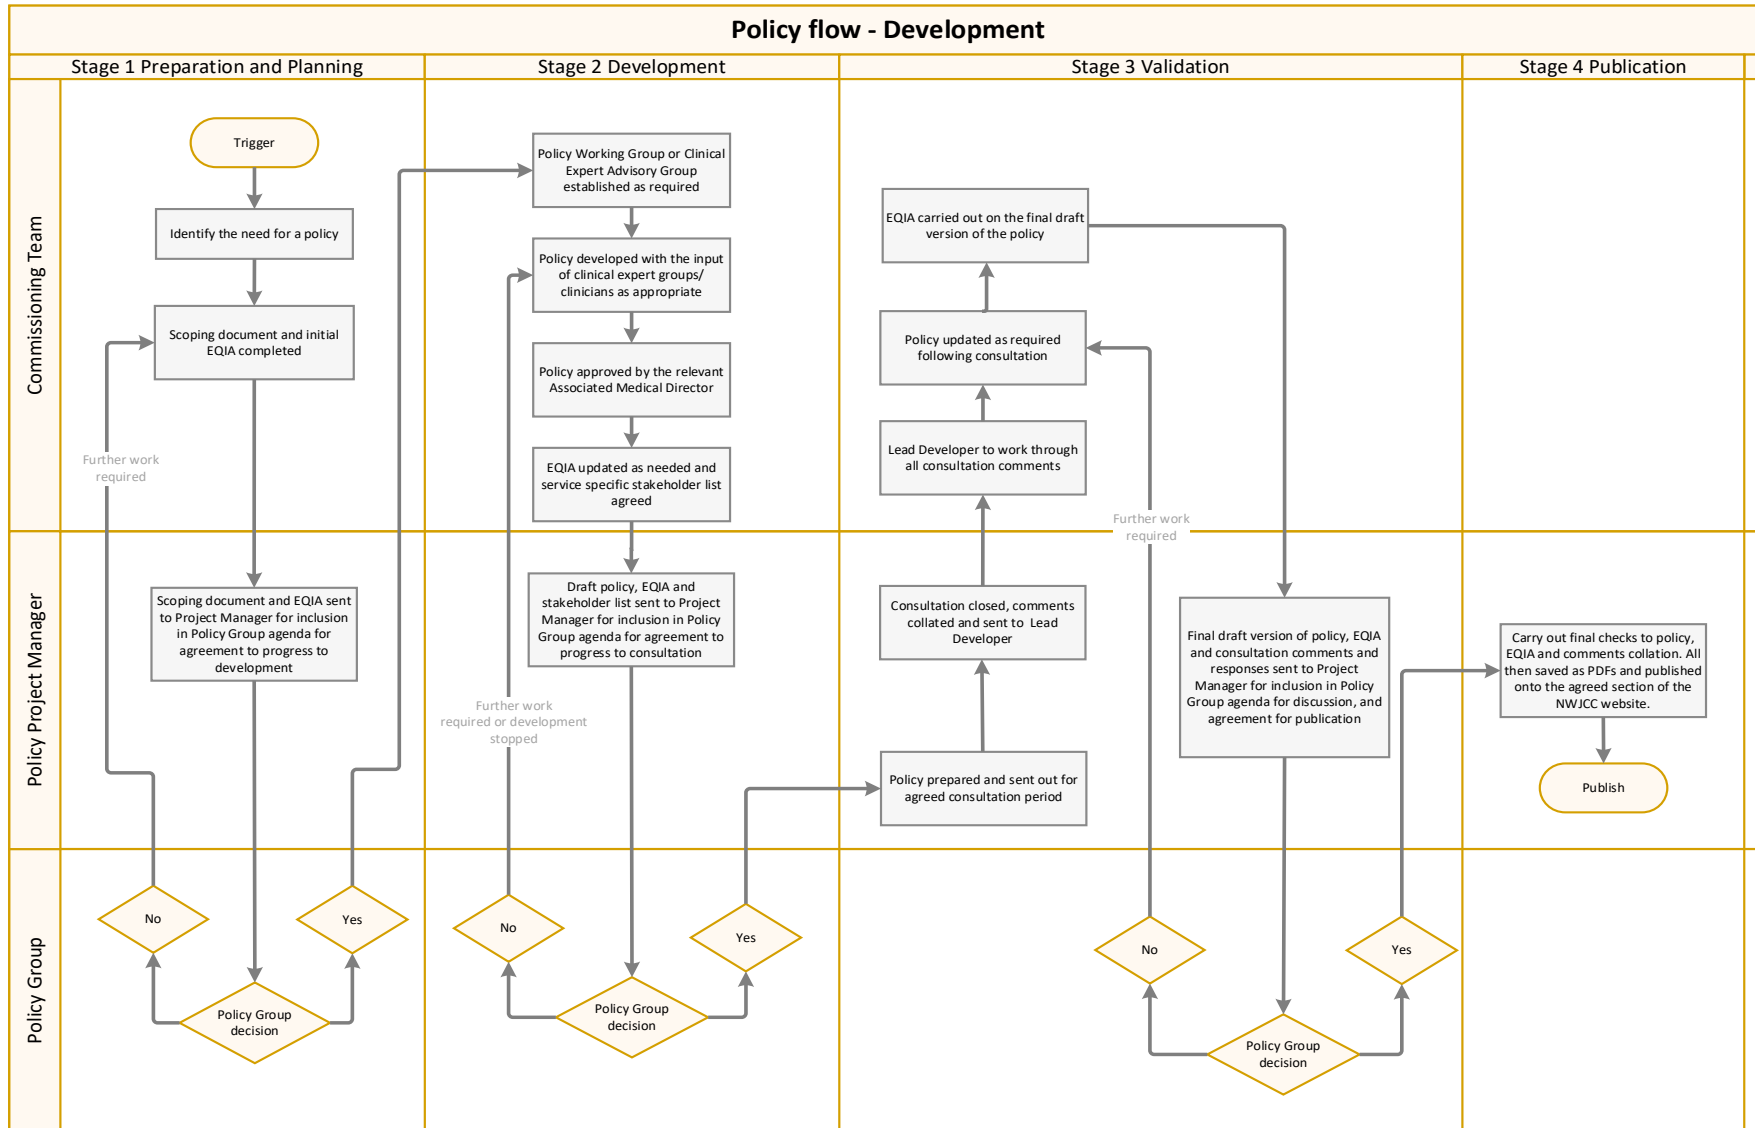 Policy flow - Development
Stage 1 Preparation and Planning
Stage 2 Development
Stage 3 Validation
Stage 4 Publication
Commissioning Team
Trigger
Identify the need for a policy
Scoping document and initial
EQIA completed
Further work
required
Policy Working Group or Clinical
Expert Advisory Group
established as required
Policy developed with the input
of clinical expert groups/
clinicians as appropriate
Policy approved by the relevant
Associated Medical Director
EQIA updated as needed and
service specific stakeholder list
agreed
EQIA carried out on the final draft
version of the policy
Policy updated as required
following consultation
Lead Developer to work through
all consultation comments
Further work
required
Policy Project Manager
Scoping document and EQIA sent
to Project Manager for inclusion
in Policy Group agenda for
agreement to progress to
development
Draft policy, EQIA and
stakeholder list sent to Project
Manager for inclusion in Policy
Group agenda for agreement to
progress to consultation
Further work
required or development
stopped
Consultation closed, comments
collated and sent to  Lead
Developer
Policy prepared and sent out for
agreed consultation period
Final draft version of policy, EQIA
and consultation comments and
responses sent to Project
Manager for inclusion in Policy
Group agenda for discussion, and
agreement for publication
Carry out final checks to policy,
EQIA and comments collation. All
then saved as PDFs and published
onto the agreed section of the
NWJCC website.
Publish
Policy Group
No
Yes
Policy Group
decision
No
Yes
Policy Group
decision
No
Yes
Policy Group
decision